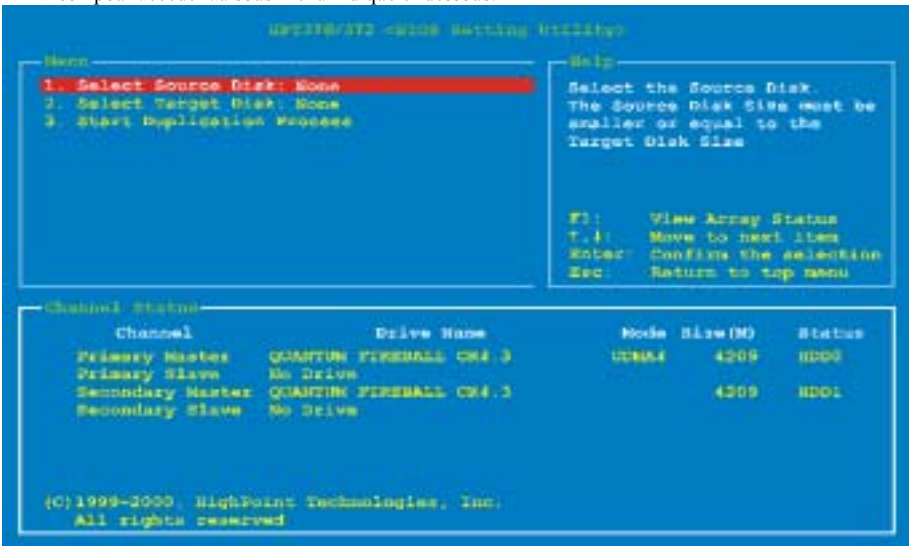 HPT370/372 <BIOS Setting Utility>
Menu
1. Select Source Disk: None
2. Select Target Disk: None
3. Start Duplication Process
Help
Select the Source Disk.
The Source Disk Size must be
smaller or equal to the
Target Disk Size
F1: View Array Status
↑,↓: Move to next item
Enter: Confirm the selection
Esc: Return to top menu
Channel Status
Channel Drive Name Mode Size(M) Status
Primary Master QUANTUM FIREBALL CR4.3 UDMA4 4209 HDD0
Primary Slave No Drive
Secondary Master QUANTUM FIREBALL CR4.3 4209 HDD1
Secondary Slave No Drive
(C)1999-2000. HighPoint Technologies, Inc.
All rights reserved